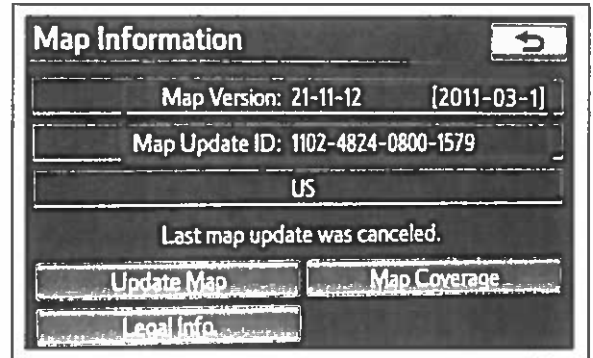 Map Information
Map Version: 21-11-12 [2011-03-1]
Map Update ID: 1102-4824-0800-1579
US
Last map update was canceled.
Update Map Map Coverage
Legal Info.